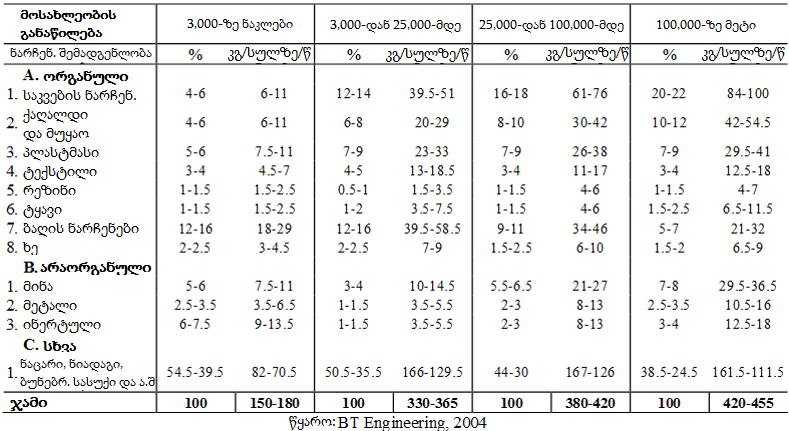 მოსახლეობის განაწილება 3,000-ზე ნაკლები 3,000-დან 25,000-მდე 25,000-დან 100,000-მდე 100,000-ზე მეტი
ნარჩენ. შემადგენლობა % კგ/სულზე/წ % კგ/სულზე/წ % კგ/სულზე/წ % კგ/სულზე/წ
A. ორგანული
1. საკვების ნარჩენ. 4-6 6-11 12-14 39.5-51 16-18 61-76 20-22 84-100
2. ქაღალდი და მუყაო 4-6 6-11 6-8 20-29 8-10 30-42 10-12 42-54.5
3. პლასტმასი 5-6 7.5-11 7-9 23-33 7-9 26-38 7-9 29.5-41
4. ტექსტილი 3-4 4.5-7 4-5 13-18.5 3-4 11-17 3-4 12.5-18
5. რეზინი 1-1.5 1.5-2.5 0.5-1 1.5-3.5 1-1.5 4-6 1-1.5 4-7
6. ტყავი 1-1.5 1.5-2.5 1-2 3.5-7.5 1-1.5 4-6 1.5-2.5 6.5-11.5
7. ბაღის ნარჩენები 12-16 18-29 12-16 39.5-58.5 9-11 34-46 5-7 21-32
8. ხე 2-2.5 3-4.5 2-2.5 7-9 1.5-2.5 6-10 1.5-2 6.5-9
B. არაორგანული
1. მინა 5-6 7.5-11 3-4 10-14.5 5.5-6.5 21-27 7-8 29.5-36.5
2. მეტალი 2.5-3.5 3.5-6.5 1-1.5 3.5-5.5 2-3 8-13 2.5-3.5 10.5-16
3. ინერტული 6-7.5 9-13.5 1-1.5 3.5-5.5 2-3 8-13 3-4 12.5-18
C. სხვა
1. ნაცარი, ნიადაგი, ბუნებრ. სასუქი და ა.შ 54.5-39.5 82-70.5 50.5-35.5 166-129.5 44-30 167-126 38.5-24.5 161.5-111.5
ჯამი 100 150-180 100 330-365 100 380-420 100 420-455
წყარო: BT Engineering, 2004